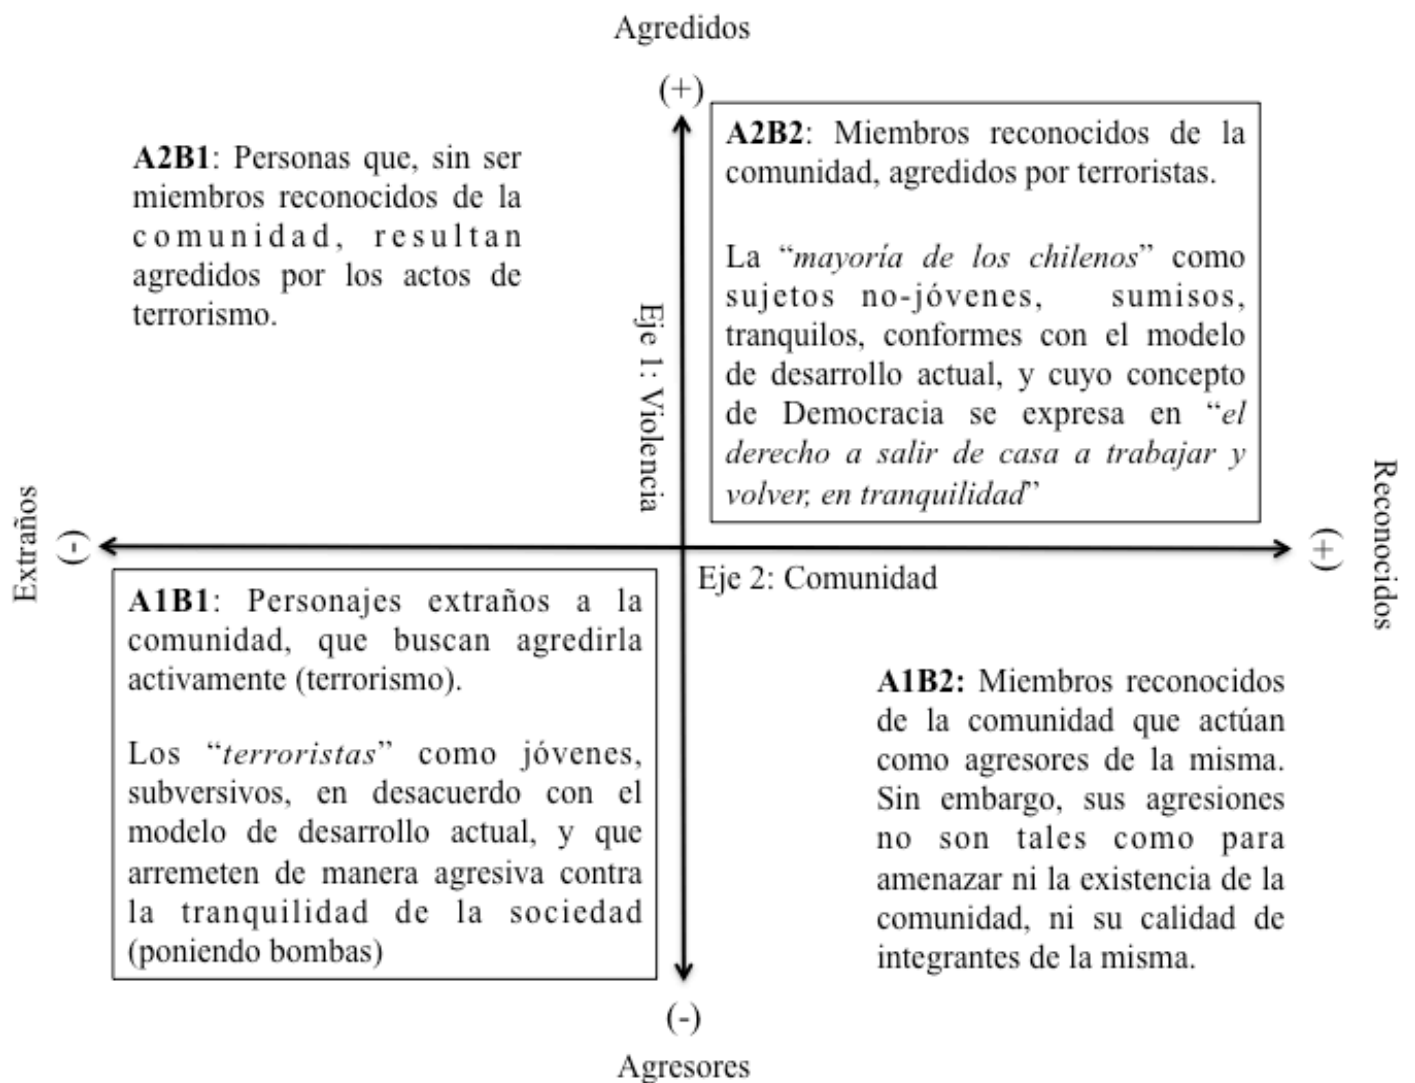 Agredidos
(+)
A2B1: Personas que, sin ser
miembros reconocidos de la
comunidad, resultan
agredidos por los actos de
terrorismo.
A2B2: Miembros reconocidos de la
comunidad, agredidos por terroristas.
La “mayoría de los chilenos” como
sujetos no-jóvenes, sumisos,
tranquilos, conformes con el modelo
de desarrollo actual, y cuyo concepto
de Democracia se expresa en “el
derecho a salir de casa a trabajar y
volver, en tranquilidad”
Eje 1: Violencia
Extraños
(-)
Reconocidos
(+)
Eje 2: Comunidad
A1B1: Personajes extraños a la
comunidad, que buscan agredirla
activamente (terrorismo).
Los “terroristas” como jóvenes,
subversivos, en desacuerdo con el
modelo de desarrollo actual, y que
arremeten de manera agresiva contra
la tranquilidad de la sociedad
(poniendo bombas)
A1B2: Miembros reconocidos
de la comunidad que actúan
como agresores de la misma.
Sin embargo, sus agresiones
no son tales como para
amenazar ni la existencia de la
comunidad, ni su calidad de
integrantes de la misma.
(-)
Agresores